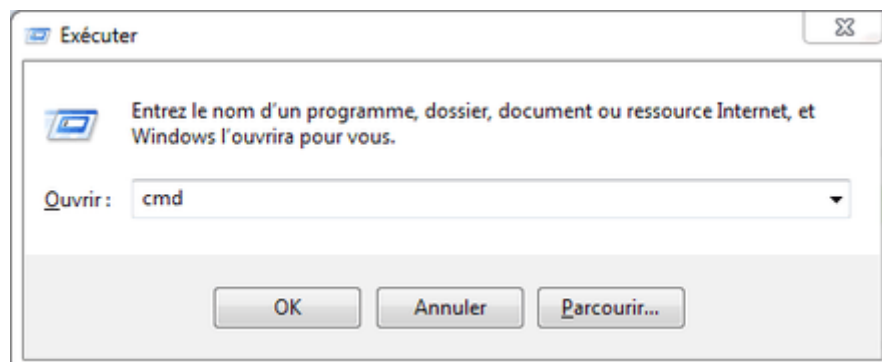 Exécuter
Entrez le nom d'un programme, dossier, document ou ressource Internet, et
Windows l'ouvrira pour vous.
Ouvrir : cmd
OK Annuler Parcourir...